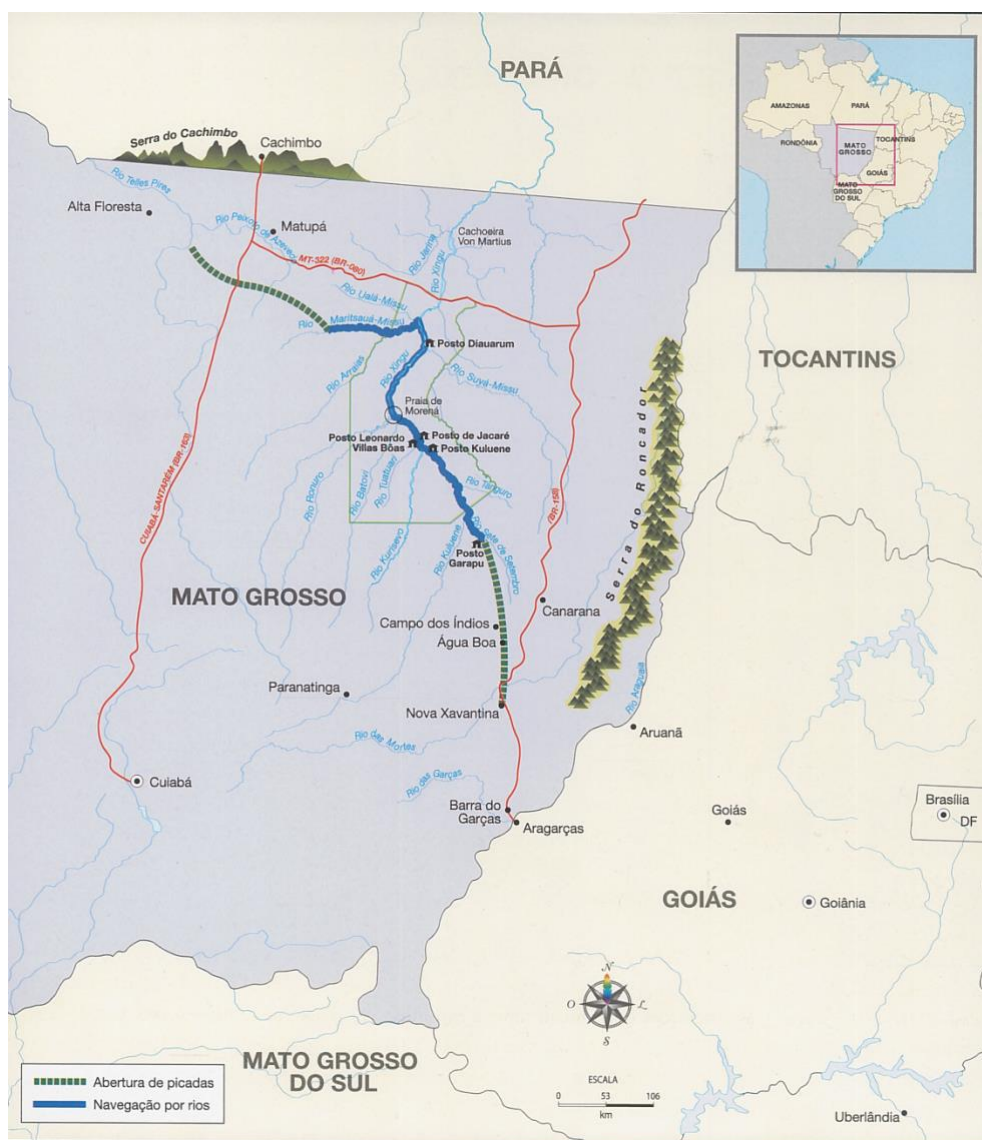 PARÁ
AMAZONAS
PARÁ
RONDÔNIA
MATO
GROSSO
TOCANTINS
GOIÁS
MATO
GROSSO
DO SUL
Serra do Cachimbo
Cachimbo
Rio Telles Pires
Alta Floresta
Rio Peixoto de Azevedo
Matupá
MT-322 (BR-080)
Cachoeira
Von Martius
Rio Jarina
Rio Xingu
Rio Ualá-Missu
Rio Maritsauá-Missu
Posto Diauarum
Rio Arraias
Rio Xingu
Rio Suyá-Missu
Praia de
Morená
Posto Leonardo
Villas Bôas
Posto de Jacaré
Posto Kuluene
Rio Ronuro
Rio Batovi
Rio Tuatuari
Rio Tanguro
Rio Kurisevo
Rio Kuluene
Rio Sete de Setembro
Posto
Garapu
CUIABÁ-SANTARÉM (BR-163)
(BR-158)
Serra do Roncador
TOCANTINS
MATO GROSSO
Canarana
Campo dos Índios
Água Boa
Paranatinga
Nova Xavantina
Rio Araguaia
Aruanã
Rio das Mortes
Cuiabá
Rio das Garças
Barra do
Garças
Aragarças
Goiás
Brasília
DF
GOIÁS
Goiânia
N
O
L
S
MATO GROSSO
DO SUL
ESCALA
0 53 106
km
Abertura de picadas
Navegação por rios
Uberlândia